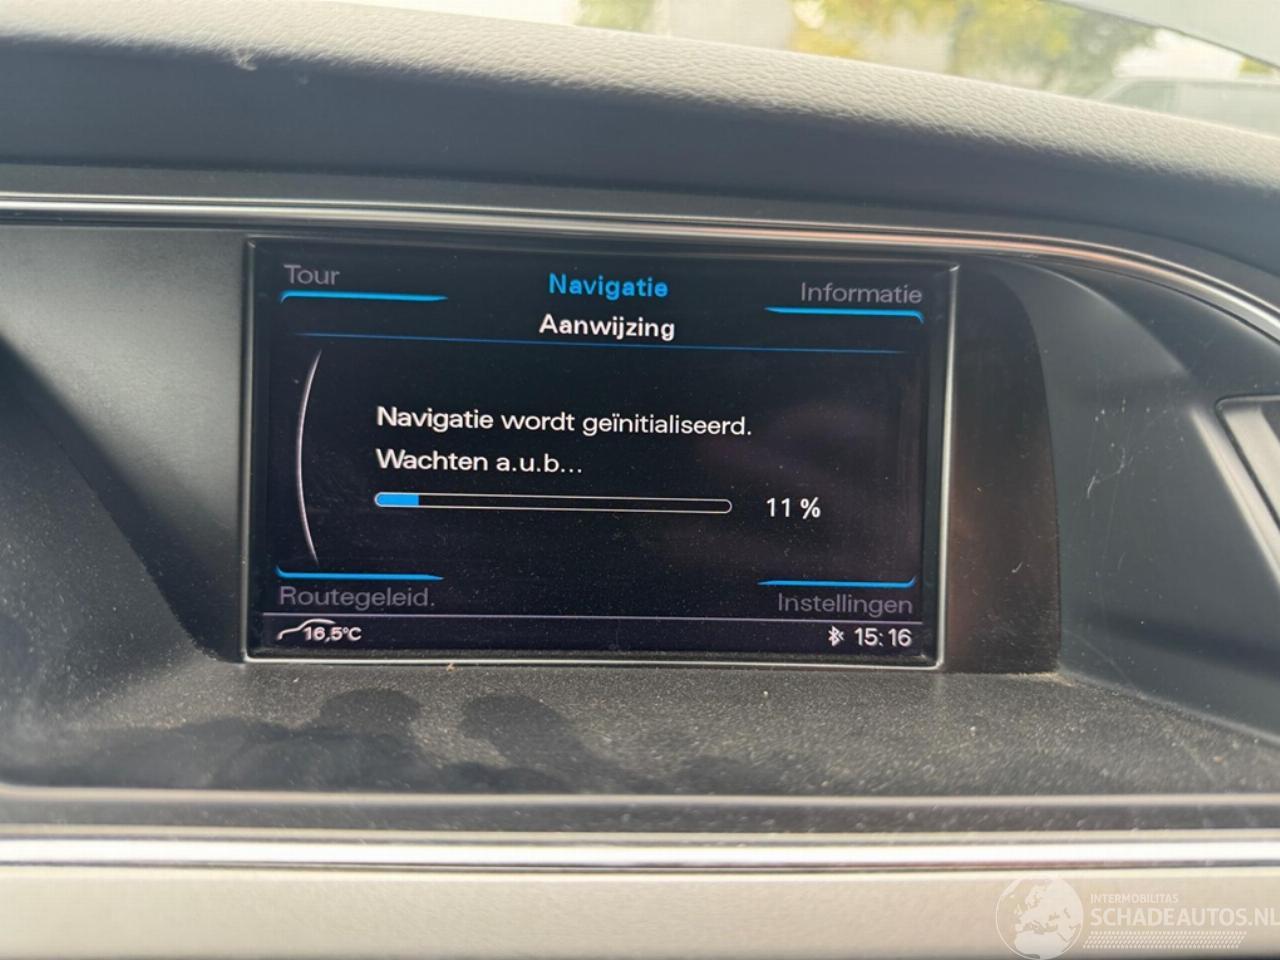 Tour
Navigatie
Informatie
Aanwijzing
Navigatie wordt geïnitialiseerd.
Wachten a.u.b...
11 %
Routegeleid.
Instellingen
16,5°C
15:16
INTERMOBILITAS
SCHADEAUTOS.NL